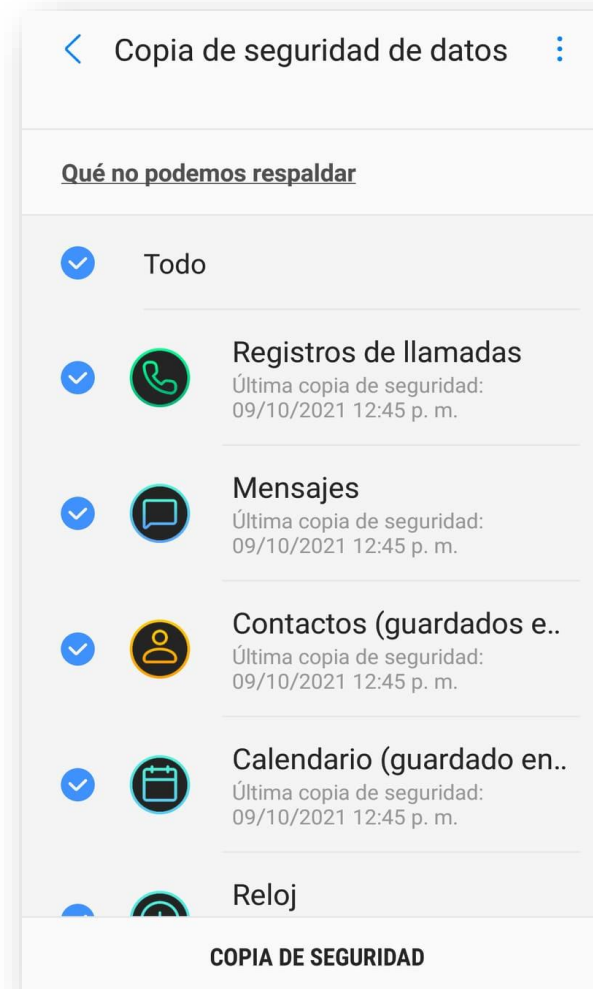 Copia de seguridad de datos
Qué no podemos respaldar
Todo
Registros de llamadas
Última copia de seguridad:
09/10/2021 12:45 p. m.
Mensajes
Última copia de seguridad:
09/10/2021 12:45 p. m.
Contactos (guardados e..
Última copia de seguridad:
09/10/2021 12:45 p. m.
Calendario (guardado en..
Última copia de seguridad:
09/10/2021 12:45 p. m.
Reloj
COPIA DE SEGURIDAD